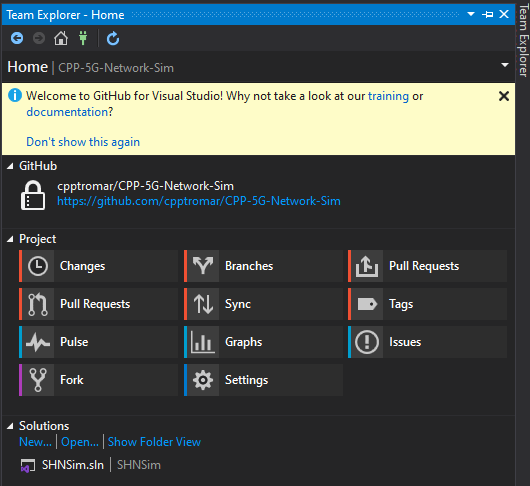 Team Explorer - Home
Team Explorer
Home | CPP-5G-Network-Sim
Welcome to GitHub for Visual Studio! Why not take a look at our training or
documentation?
Don't show this again
GitHub
cpptromar/CPP-5G-Network-Sim
https://github.com/cpptromar/CPP-5G-Network-Sim
Project
Changes
Branches
Pull Requests
Pull Requests
Sync
Tags
Pulse
Graphs
Issues
Fork
Settings
Solutions
New... | Open... | Show Folder View
SHNSim.sln | SHNSim